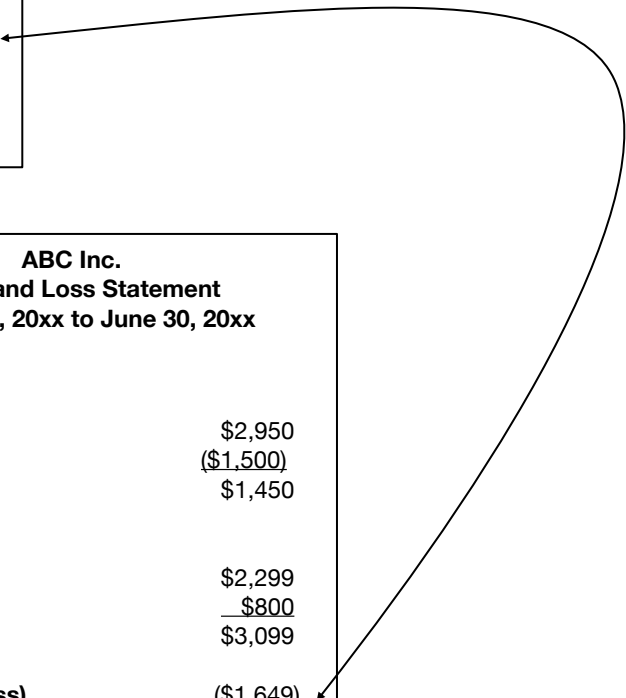 ABC Inc.
and Loss Statement
, 20xx to June 30, 20xx
$2,950
($1,500)
$1,450
$2,299
$800
$3,099
ss) ($1,649)